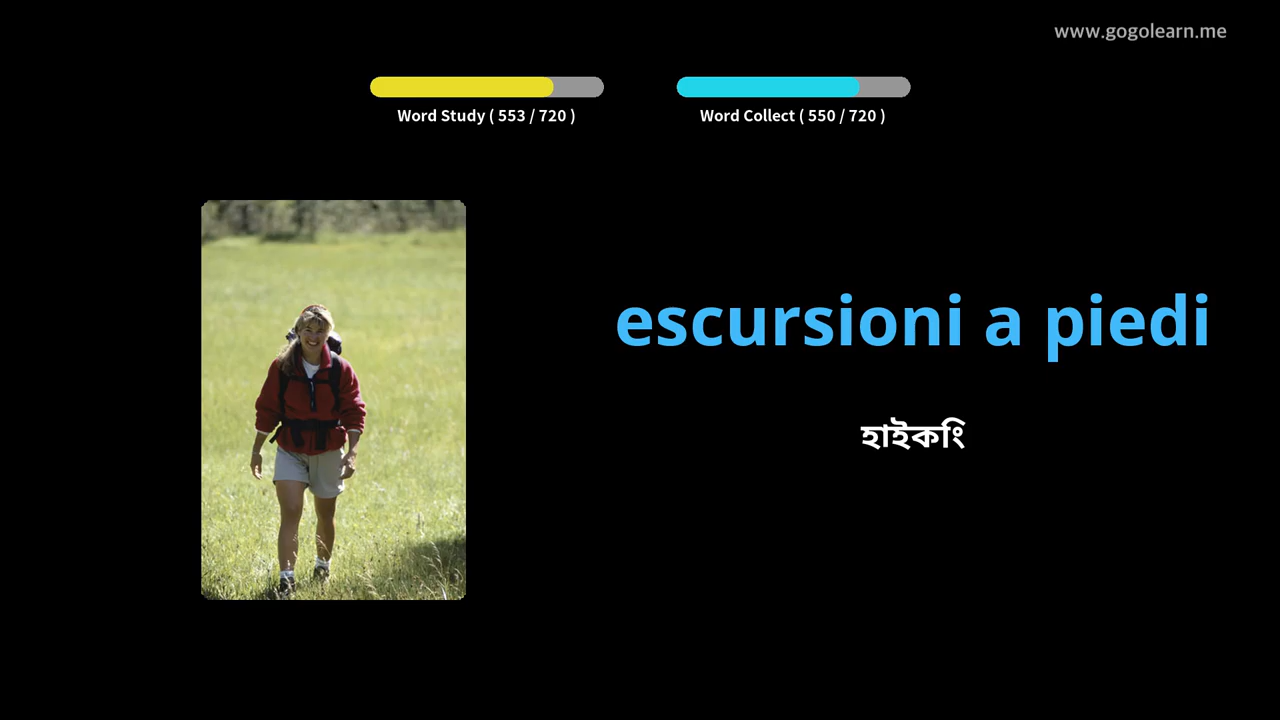 www.gogolearn.me
Word Study ( 553 / 720 )
Word Collect ( 550 / 720 )
escursioni a piedi
হাইকিং